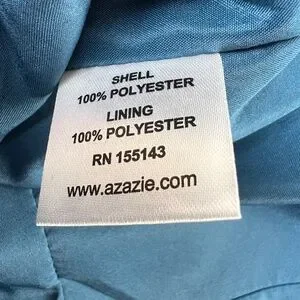 SHELL
100% POLYESTER
LINING
100% POLYESTER
RN 155143
www.azazie.com